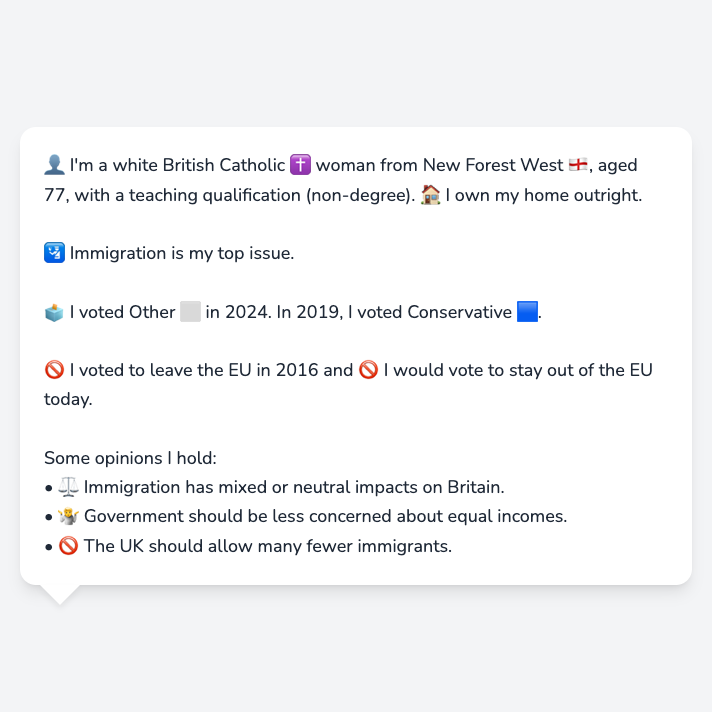 👤 I'm a white British Catholic ✝️ woman from New Forest West 🏴󠁧󠁢󠁥󠁮󠁧󠁿, aged
77, with a teaching qualification (non-degree). 🏠 I own my home outright.
🛂 Immigration is my top issue.
🗳️ I voted Other ⬜ in 2024. In 2019, I voted Conservative 🟦.
🚫 I voted to leave the EU in 2016 and 🚫 I would vote to stay out of the EU
today.
Some opinions I hold:
• ⚖️ Immigration has mixed or neutral impacts on Britain.
• 🤷 Government should be less concerned about equal incomes.
• 🚫 The UK should allow many fewer immigrants.